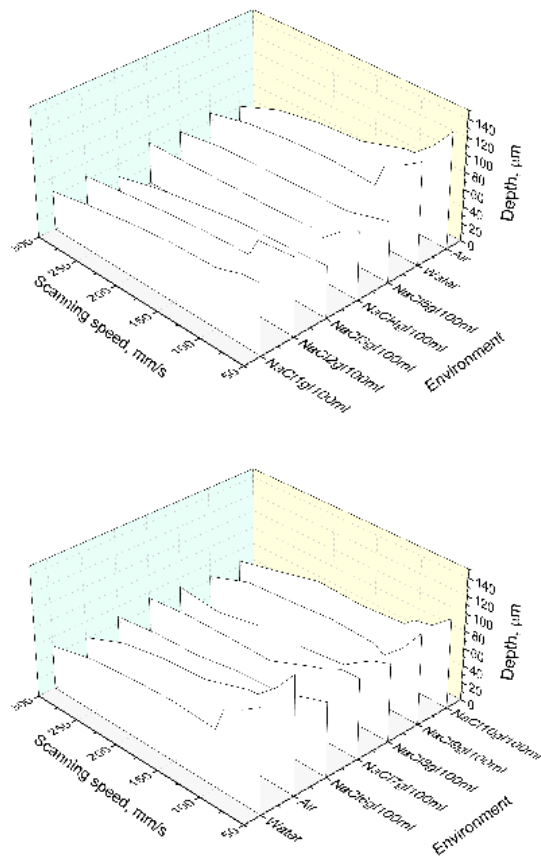 140
120
100
80
60
40
20
0
Depth, µm
250
200
150
100
50
Scanning speed, mm/s
Air
Water
NaCl4g/100ml
NaCl3g/100ml
NaCl2g/100ml
NaCl1g/100ml
Environment
140
120
100
80
60
40
20
0
Depth, µm
250
200
150
100
50
Scanning speed, mm/s
NaCl10g/100ml
NaCl9g/100ml
NaCl8g/100ml
NaCl7g/100ml
NaCl6g/100ml
Air
Water
Environment